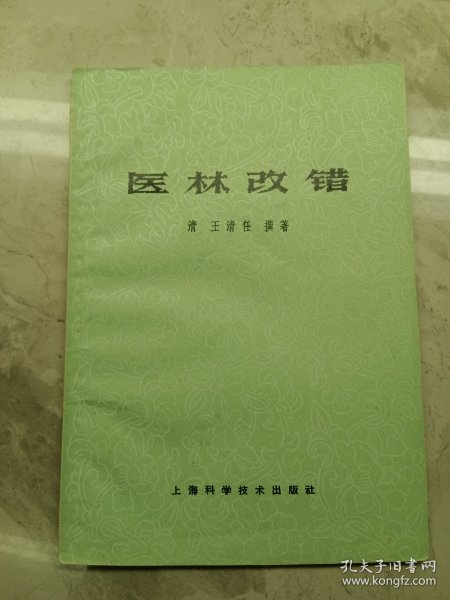 医林改错
清 王清任 撰著
上海科学技术出版社
孔夫子旧书网
www.kongfz.com